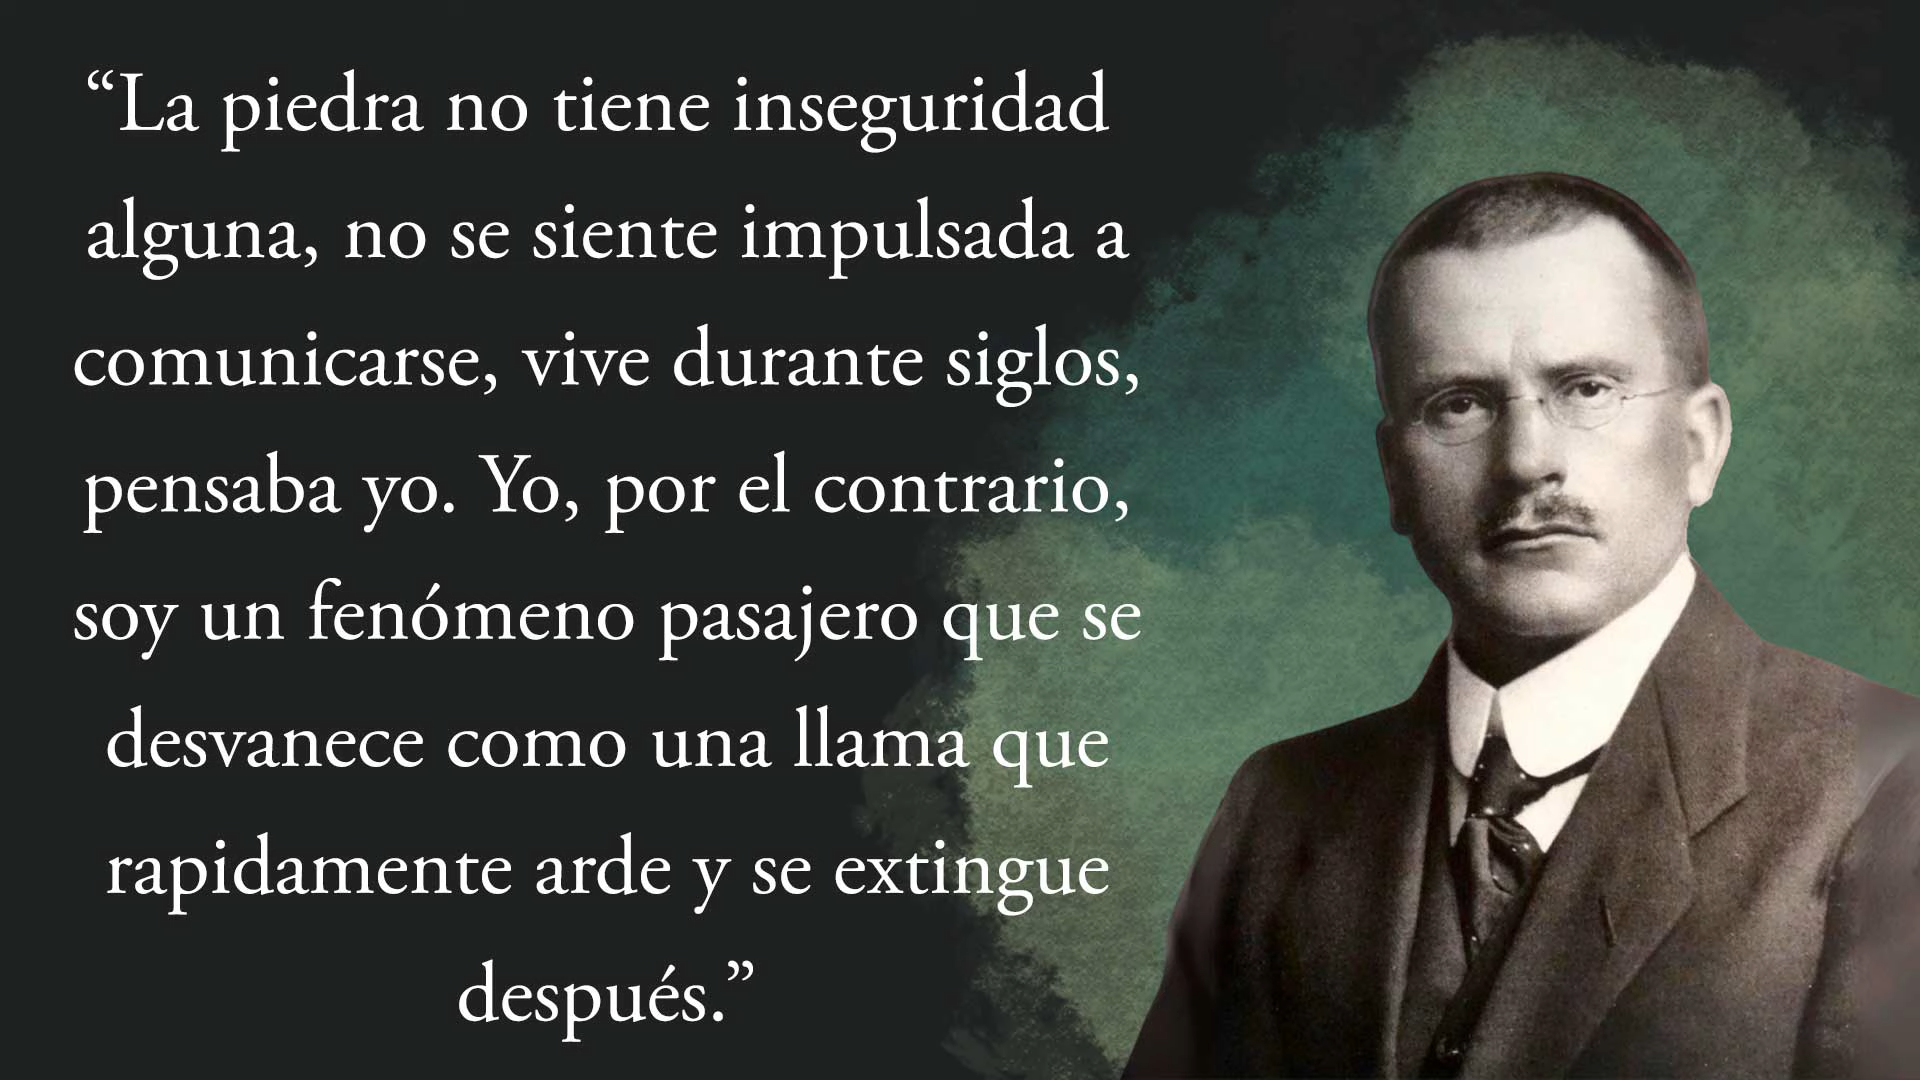 “La piedra no tiene inseguridad
alguna, no se siente impulsada a
comunicarse, vive durante siglos,
pensaba yo. Yo, por el contrario,
soy un fenómeno pasajero que se
desvanece como una llama que
rapidamente arde y se extingue
después.”